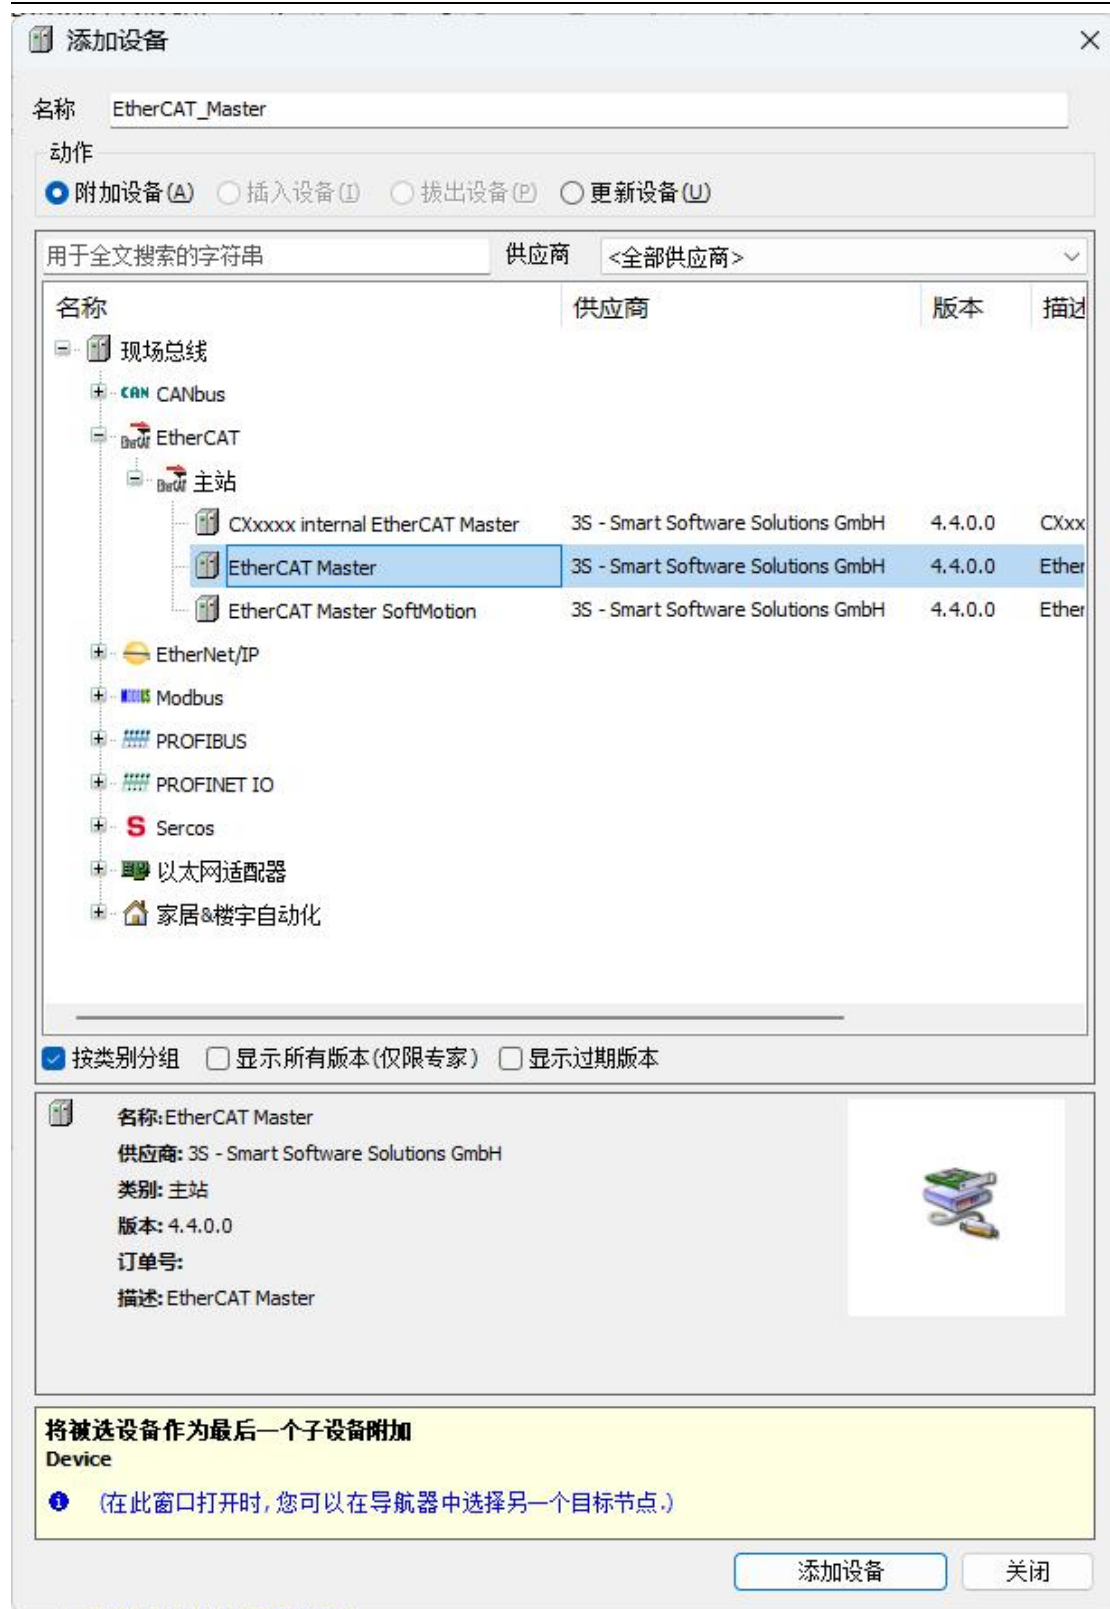 添加设备
名称 EtherCAT_Master
动作
附加设备(A) 插入设备(I) 拔出设备(P) 更新设备(U)
用于全文搜索的字符串 供应商 <全部供应商>
名称 供应商 版本 描述
现场总线
CAN CANbus
EtherCAT EtherCAT
EtherCAT 主站
CXxxxx internal EtherCAT Master 3S - Smart Software Solutions GmbH 4.4.0.0 CXxx
EtherCAT Master 3S - Smart Software Solutions GmbH 4.4.0.0 Ether
EtherCAT Master SoftMotion 3S - Smart Software Solutions GmbH 4.4.0.0 Ether
EtherNet/IP
MODBUS Modbus
PROFIBUS
PROFINET IO
S Sercos
以太网适配器
家居&楼宇自动化
按类别分组 显示所有版本(仅限专家) 显示过期版本
名称:EtherCAT Master
供应商: 3S - Smart Software Solutions GmbH
类别: 主站
版本: 4.4.0.0
订单号:
描述:EtherCAT Master
将被选设备作为最后一个子设备附加
Device
(在此窗口打开时,您可以在导航器中选择另一个目标节点.)
添加设备 关闭